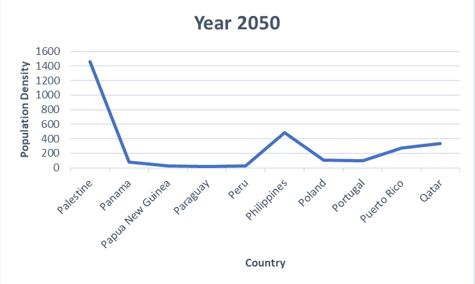 Year 2050
Population Density
1600
1400
1200
1000
800
600
400
200
0
Palestine
Panama
Papua New Guinea
Paraguay
Peru
Philippines
Poland
Portugal
Puerto Rico
Qatar
Country